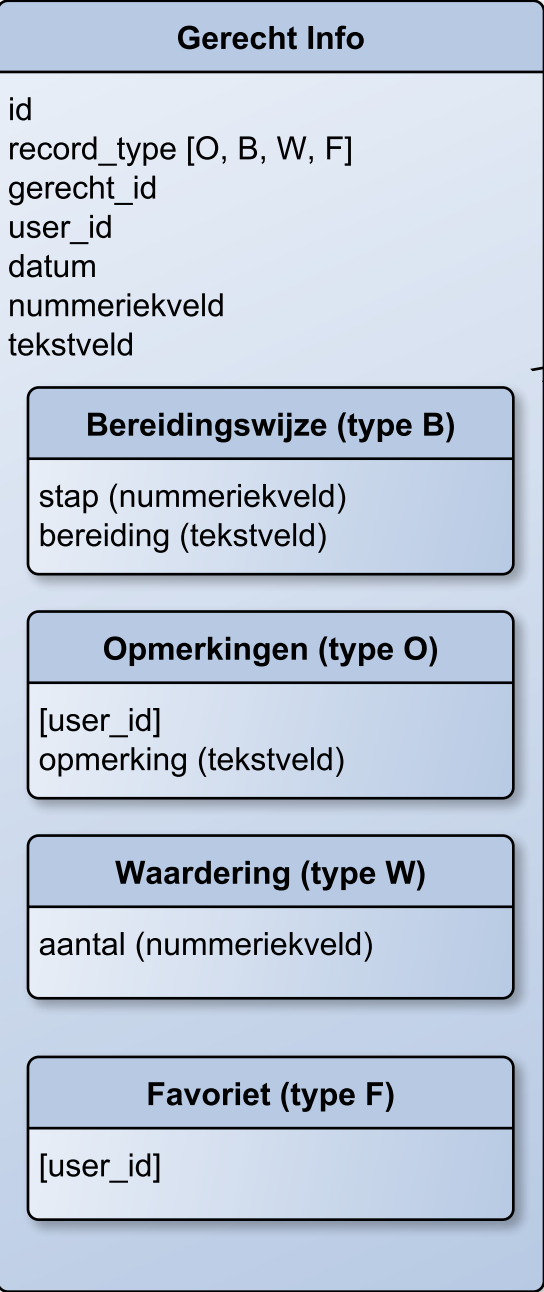 Gerecht Info
id
record_type [O, B, W, F]
gerecht_id
user_id
datum
nummeriekveld
tekstveld
Bereidingswijze (type B)
stap (nummeriekveld)
bereiding (tekstveld)
Opmerkingen (type O)
[user_id]
opmerking (tekstveld)
Waardering (type W)
aantal (nummeriekveld)
Favoriet (type F)
[user_id]